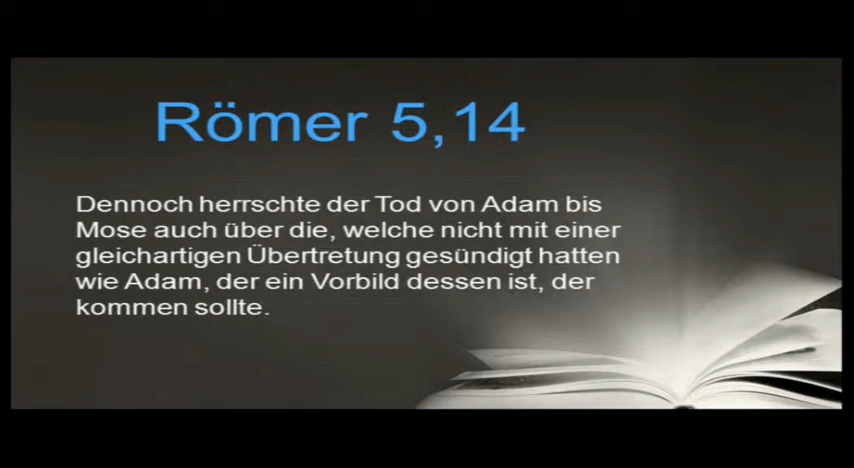 Römer 5,14
Dennoch herrschte der Tod von Adam bis
Mose auch über die, welche nicht mit einer
gleichartigen Übertretung gesündigt hatten
wie Adam, der ein Vorbild dessen ist, der
kommen sollte.